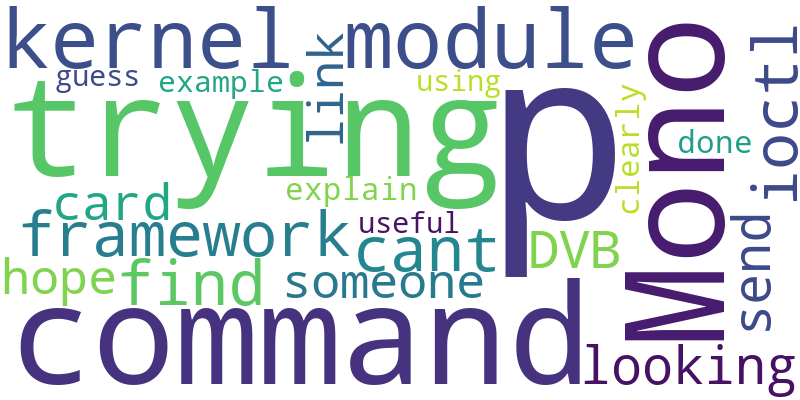 kernel module
Mono
ioctl
link
guess
example
using
trying
p
clearly
done
explain
card
framework
useful
cant
DVB
send
hope
find
someone
command
looking